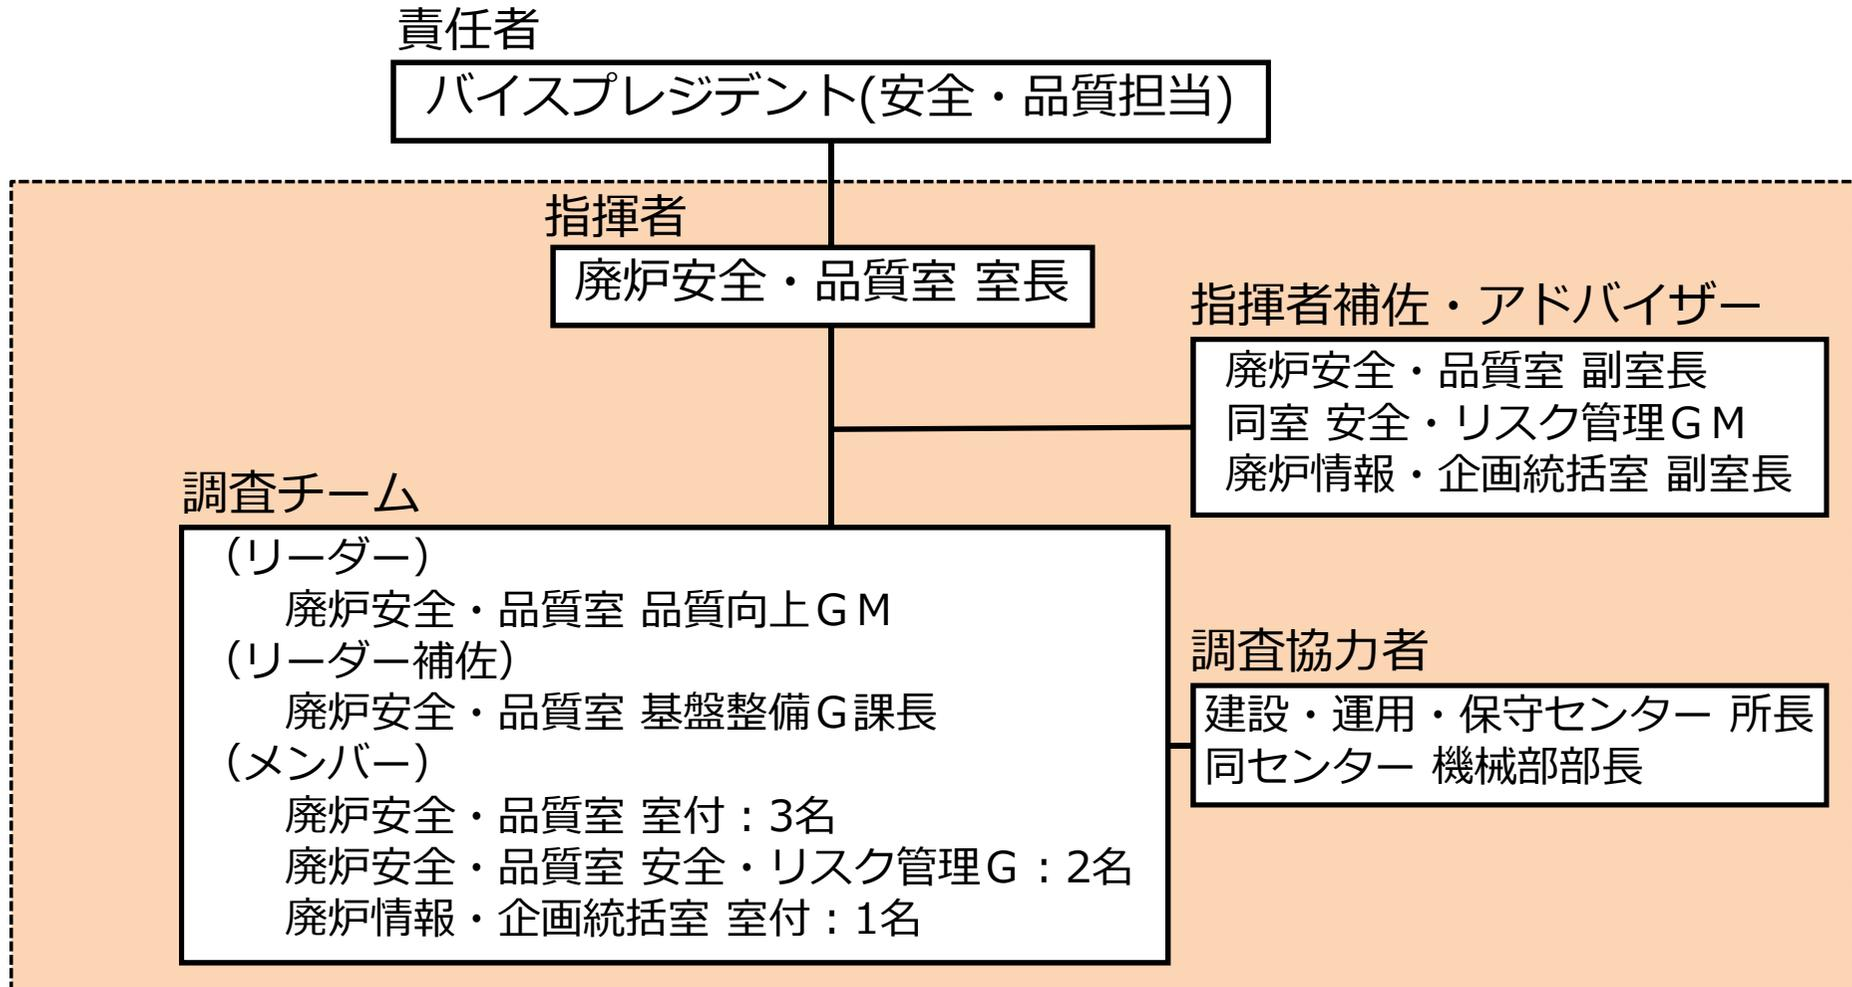 責任者
バイスプレジデント(安全・品質担当)
指揮者
廃炉安全・品質室 室長
指揮者補佐・アドバイザー
廃炉安全・品質室 副室長
同室 安全・リスク管理ＧＭ
廃炉情報・企画統括室 副室長
調査チーム
（リーダー）
廃炉安全・品質室 品質向上ＧＭ
（リーダー補佐）
廃炉安全・品質室 基盤整備Ｇ課長
（メンバー）
廃炉安全・品質室 室付：3名
廃炉安全・品質室 安全・リスク管理Ｇ：2名
廃炉情報・企画統括室 室付：1名
調査協力者
建設・運用・保守センター 所長
同センター 機械部部長